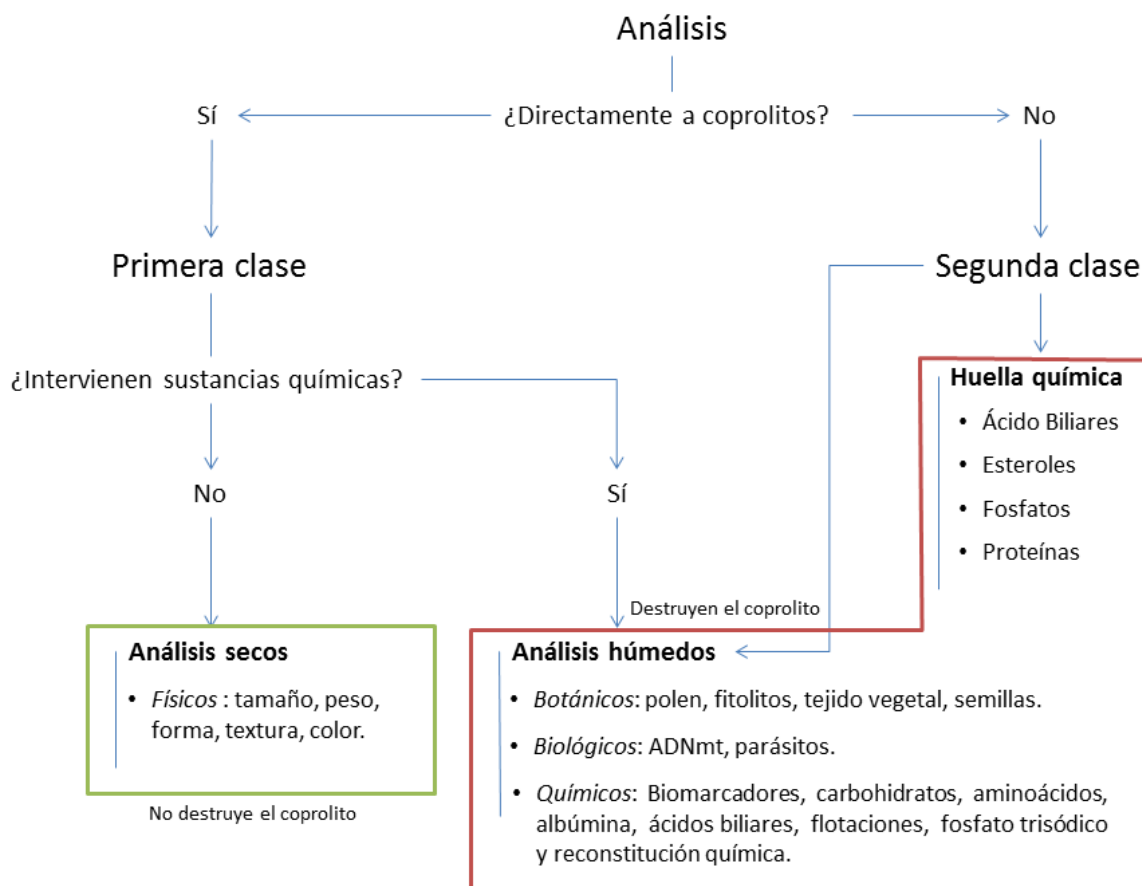 Análisis
Sí
¿Directamente a coprolitos?
No
Primera clase
Segunda clase
¿Intervienen sustancias químicas?
Huella química
• Ácido Biliares
• Esteroles
• Fosfatos
• Proteínas
No
Sí
Destruyen el coprolito
Análisis secos
• Físicos : tamaño, peso,
forma, textura, color.
No destruye el coprolito
Análisis húmedos
• Botánicos: polen, fitolitos, tejido vegetal, semillas.
• Biológicos: ADNmt, parásitos.
• Químicos: Biomarcadores, carbohidratos, aminoácidos,
albúmina, ácidos biliares, flotaciones, fosfato trisódico
y reconstitución química.